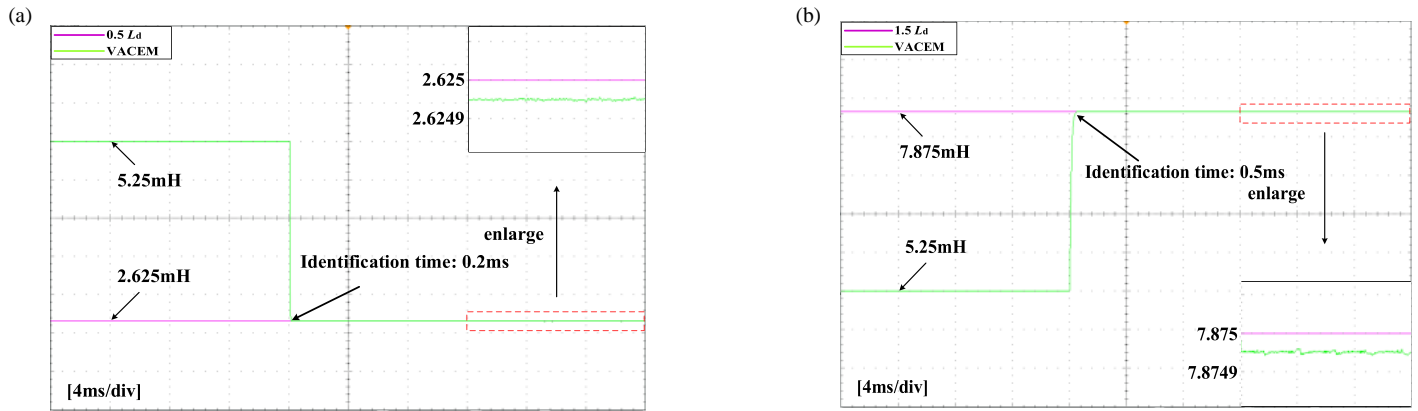 (a)
0.5 Ld
VACEM
2.625
2.6249
5.25mH
enlarge
Identification time: 0.2ms
2.625mH
[4ms/div]
(b)
1.5 Ld
VACEM
7.875mH
Identification time: 0.5ms
enlarge
5.25mH
7.875
7.8749
[4ms/div]